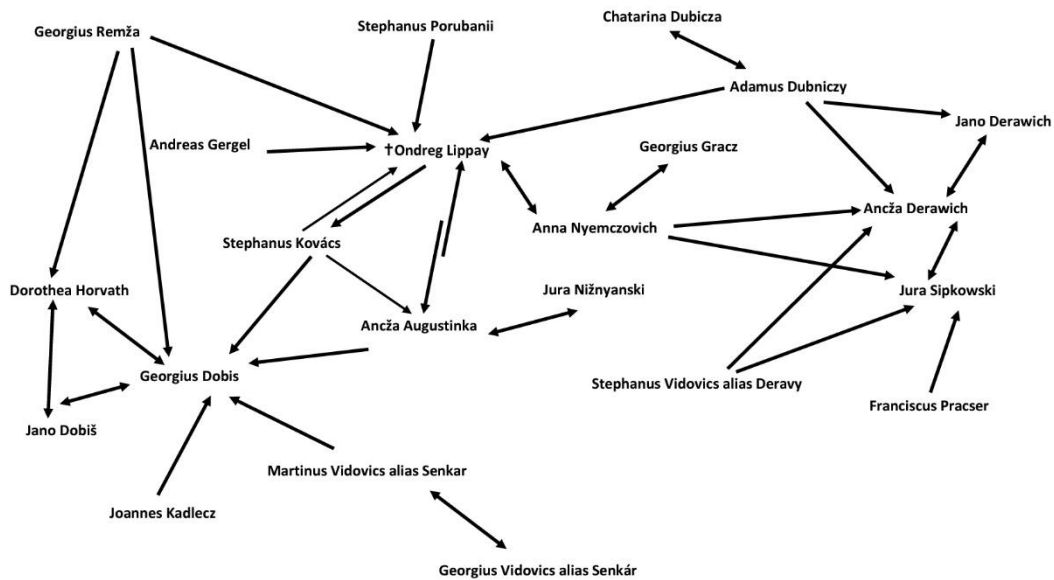 Chatarina Dubicza
Georgius Remža
Stephanus Porubanii
Adamus Dubniczy
Jano Derawich
Andreas Gergel
†Ondreg Lippay
Georgius Gracz
Ancža Derawich
Anna Nyemczovich
Stephanus Kovács
Dorothea Horvath
Jura Nižnyanski
Jura Sipkowski
Ancža Augustinka
Georgius Dobis
Stephanus Vidovics alias Deravy
Franciscus Pracser
Jano Dobiš
Martinus Vidovics alias Senkar
Joannes Kadlecz
Georgius Vidovics alias Senkár